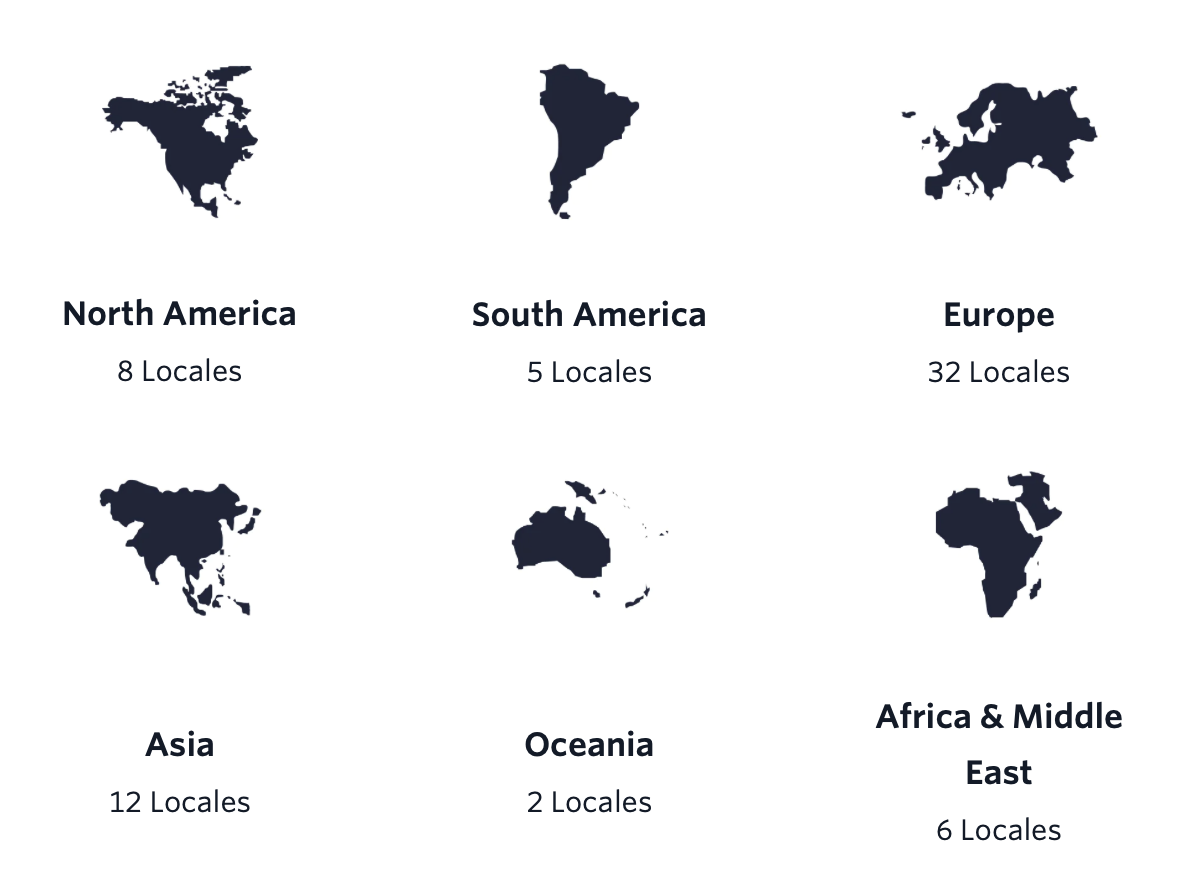 North America
8 Locales
South America
5 Locales
Europe
32 Locales
Asia
12 Locales
Oceania
2 Locales
Africa & Middle
East
6 Locales